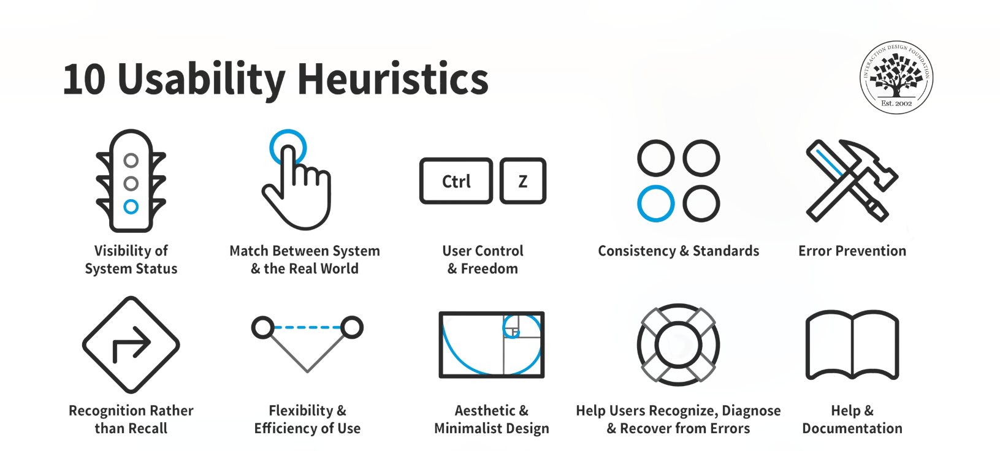 10 Usability Heuristics
INTERACTION DESIGN FOUNDATION
Est. 2002
Ctrl
Z
Visibility of
System Status
Match Between System
& the Real World
User Control
& Freedom
Consistency & Standards
Error Prevention
Recognition Rather
than Recall
Flexibility &
Efficiency of Use
Aesthetic &
Minimalist Design
Help Users Recognize, Diagnose
& Recover from Errors
Help &
Documentation